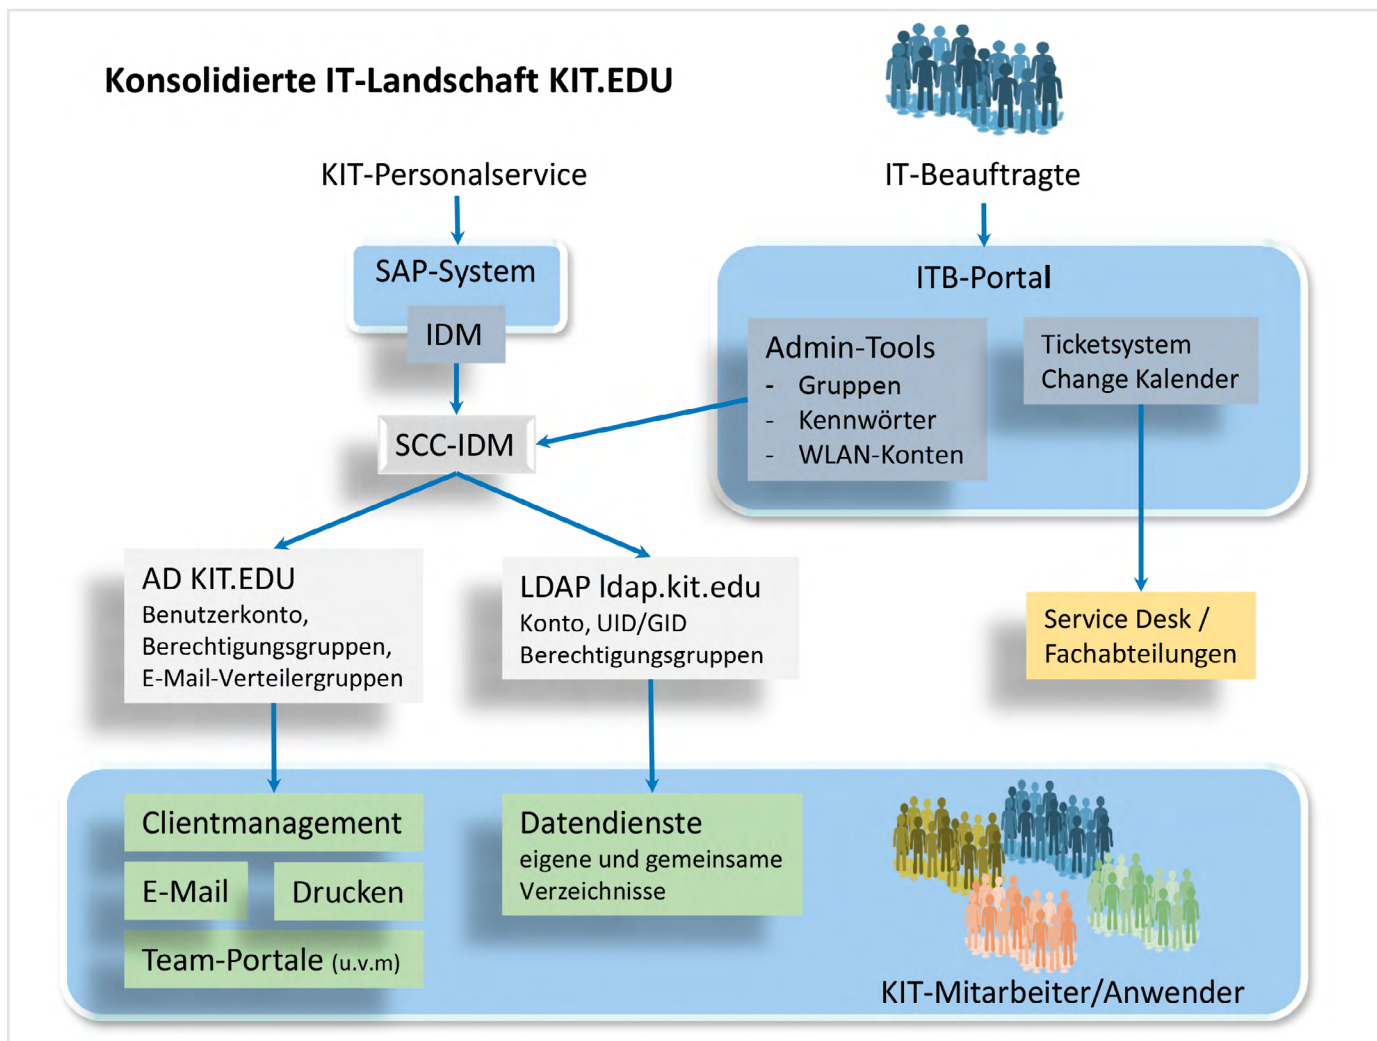 Konsolidierte IT-Landschaft KIT.EDU
KIT-Personalservice
IT-Beauftragte
SAP-System
IDM
SCC-IDM
ITB-Portal
Admin-Tools
- Gruppen
- Kennwörter
- WLAN-Konten
Ticketsystem
Change Kalender
AD KIT.EDU
Benutzerkonto,
Berechtigungsgruppen,
E-Mail-Verteilergruppen
LDAP ldap.kit.edu
Konto, UID/GID
Berechtigungsgruppen
Service Desk /
Fachabteilungen
Clientmanagement
E-Mail
Drucken
Team-Portale (u.v.m)
Datendienste
eigene und gemeinsame
Verzeichnisse
KIT-Mitarbeiter/Anwender